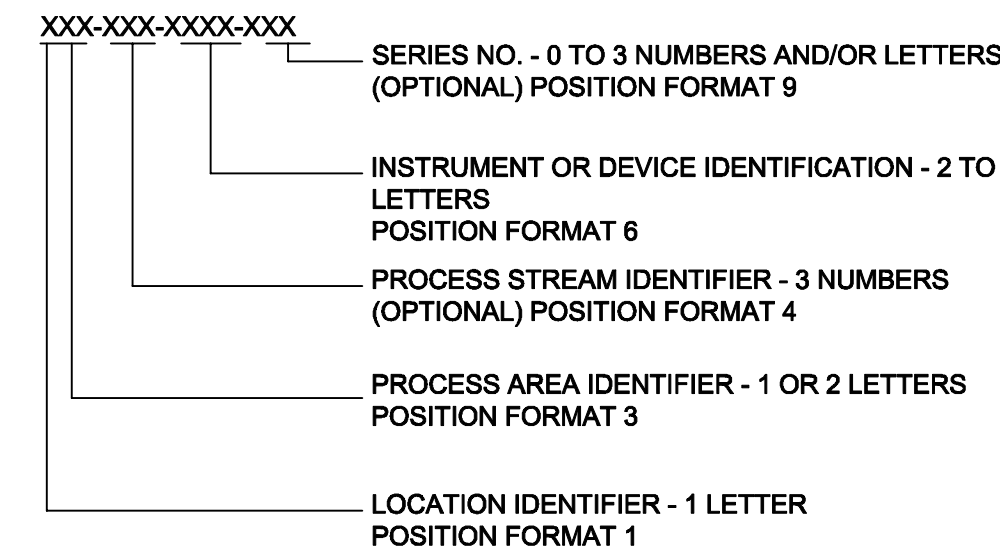 XXX-XXX-XXXX-XXX
SERIES NO. - 0 TO 3 NUMBERS AND/OR LETTERS
(OPTIONAL) POSITION FORMAT 9
INSTRUMENT OR DEVICE IDENTIFICATION - 2 TO
LETTERS
POSITION FORMAT 6
PROCESS STREAM IDENTIFIER - 3 NUMBERS
(OPTIONAL) POSITION FORMAT 4
PROCESS AREA IDENTIFIER - 1 OR 2 LETTERS
POSITION FORMAT 3
LOCATION IDENTIFIER - 1 LETTER
POSITION FORMAT 1